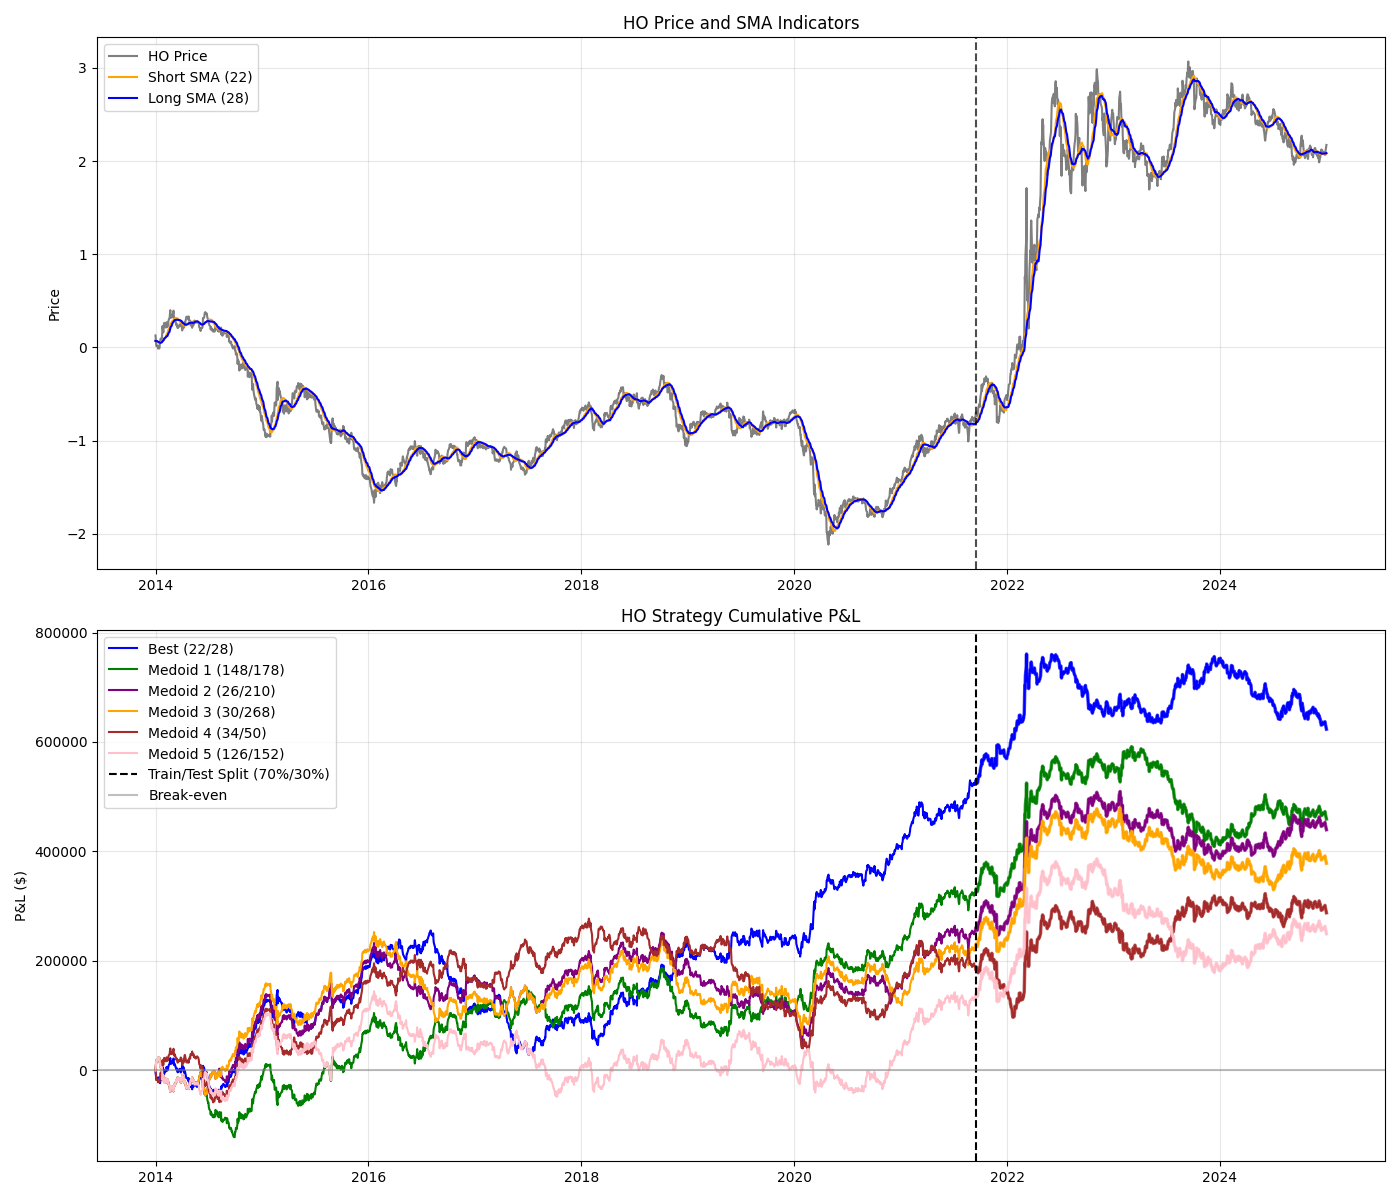 HO Price and SMA Indicators
HO Price
Short SMA (22)
Long SMA (28)
Price
3
2
1
0
−1
−2
2014 2016 2018 2020 2022 2024
HO Strategy Cumulative P&L
Best (22/28)
Medoid 1 (148/178)
Medoid 2 (26/210)
Medoid 3 (30/268)
Medoid 4 (34/50)
Medoid 5 (126/152)
Train/Test Split (70%/30%)
Break-even
P&L ($)
800000
600000
400000
200000
0
2014 2016 2018 2020 2022 2024